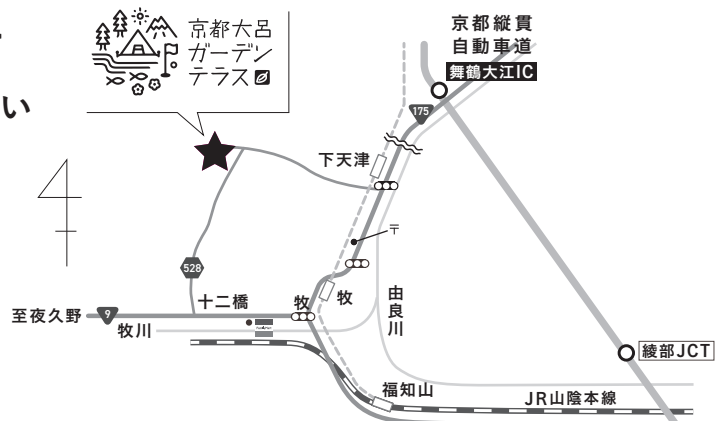 京都大呂
ガーデン
テラス
い
京都縦貫
自動車道
舞鶴大江IC
175
下天津
〒
528
十二橋
牧
牧
由良川
至夜久野
9
牧川
綾部JCT
福知山
JR山陰本線